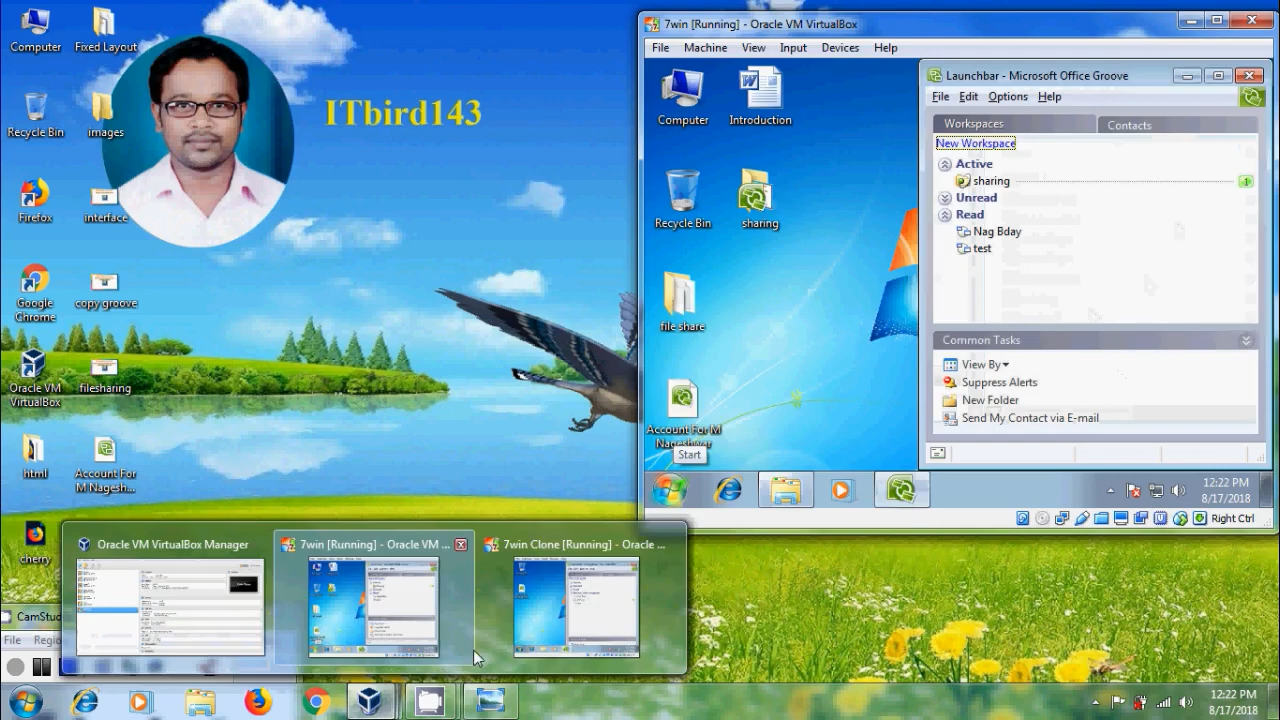 Computer
Fixed Layout
Recycle Bin
images
Firefox
interface
Google
Chrome
copy groove
Oracle VM
VirtualBox
filesharing
html
Account For
M Nagesh...
cherry
CamStud
File
ITbird143
7win [Running] - Oracle VM VirtualBox
File Machine View Input Devices Help
Computer
Introduction
Recycle Bin
sharing
file share
Account For M
Nageshwar
Start
Launchbar - Microsoft Office Groove
File Edit Options Help
Workspaces
Contacts
New Workspace
Active
sharing
Unread
Read
Nag Bday
test
Common Tasks
View By
Suppress Alerts
New Folder
Send My Contact via E-mail
12:22 PM
8/17/2018
Right Ctrl
Oracle VM VirtualBox Manager
7win [Running] - Oracle VM ...
7win Clone [Running] - Oracle ...
12:22 PM
8/17/2018